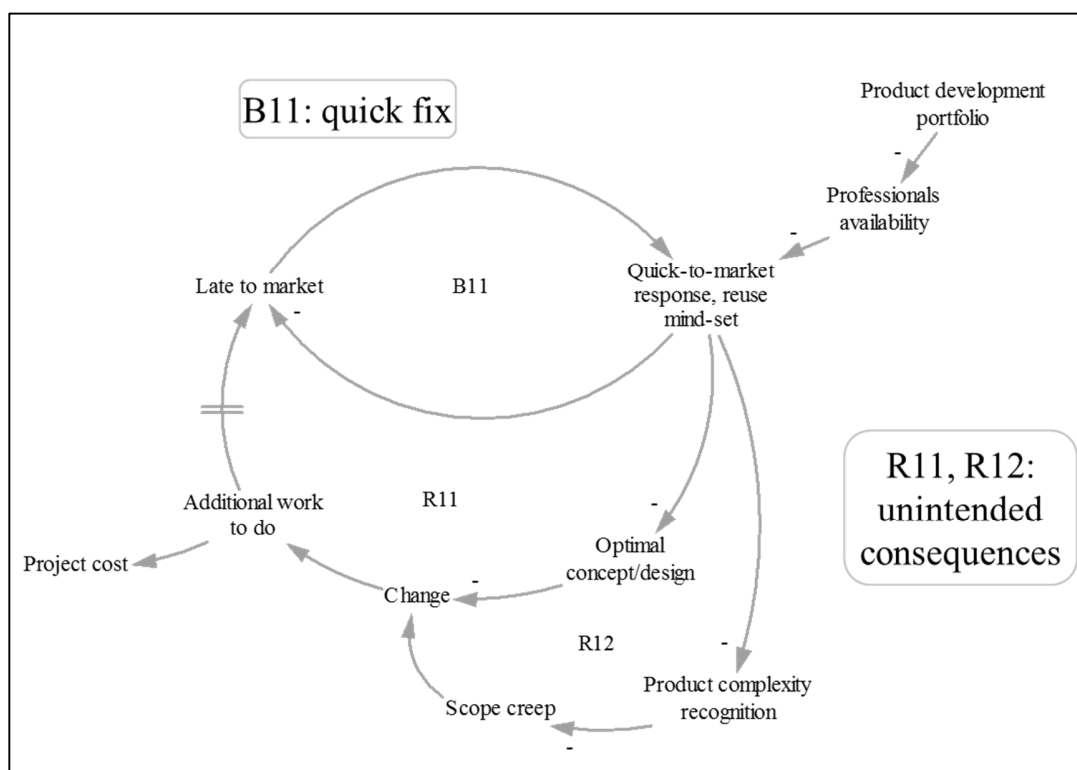 B11: quick fix
Product development
portfolio
-
Professionals
availability
-
Quick-to-market
response, reuse
mind-set
Late to market
-
B11
R11, R12:
unintended
consequences
Additional work
to do
R11
-
Optimal
concept/design
Project cost
-
Change
R12
-
Product complexity
recognition
Scope creep
-